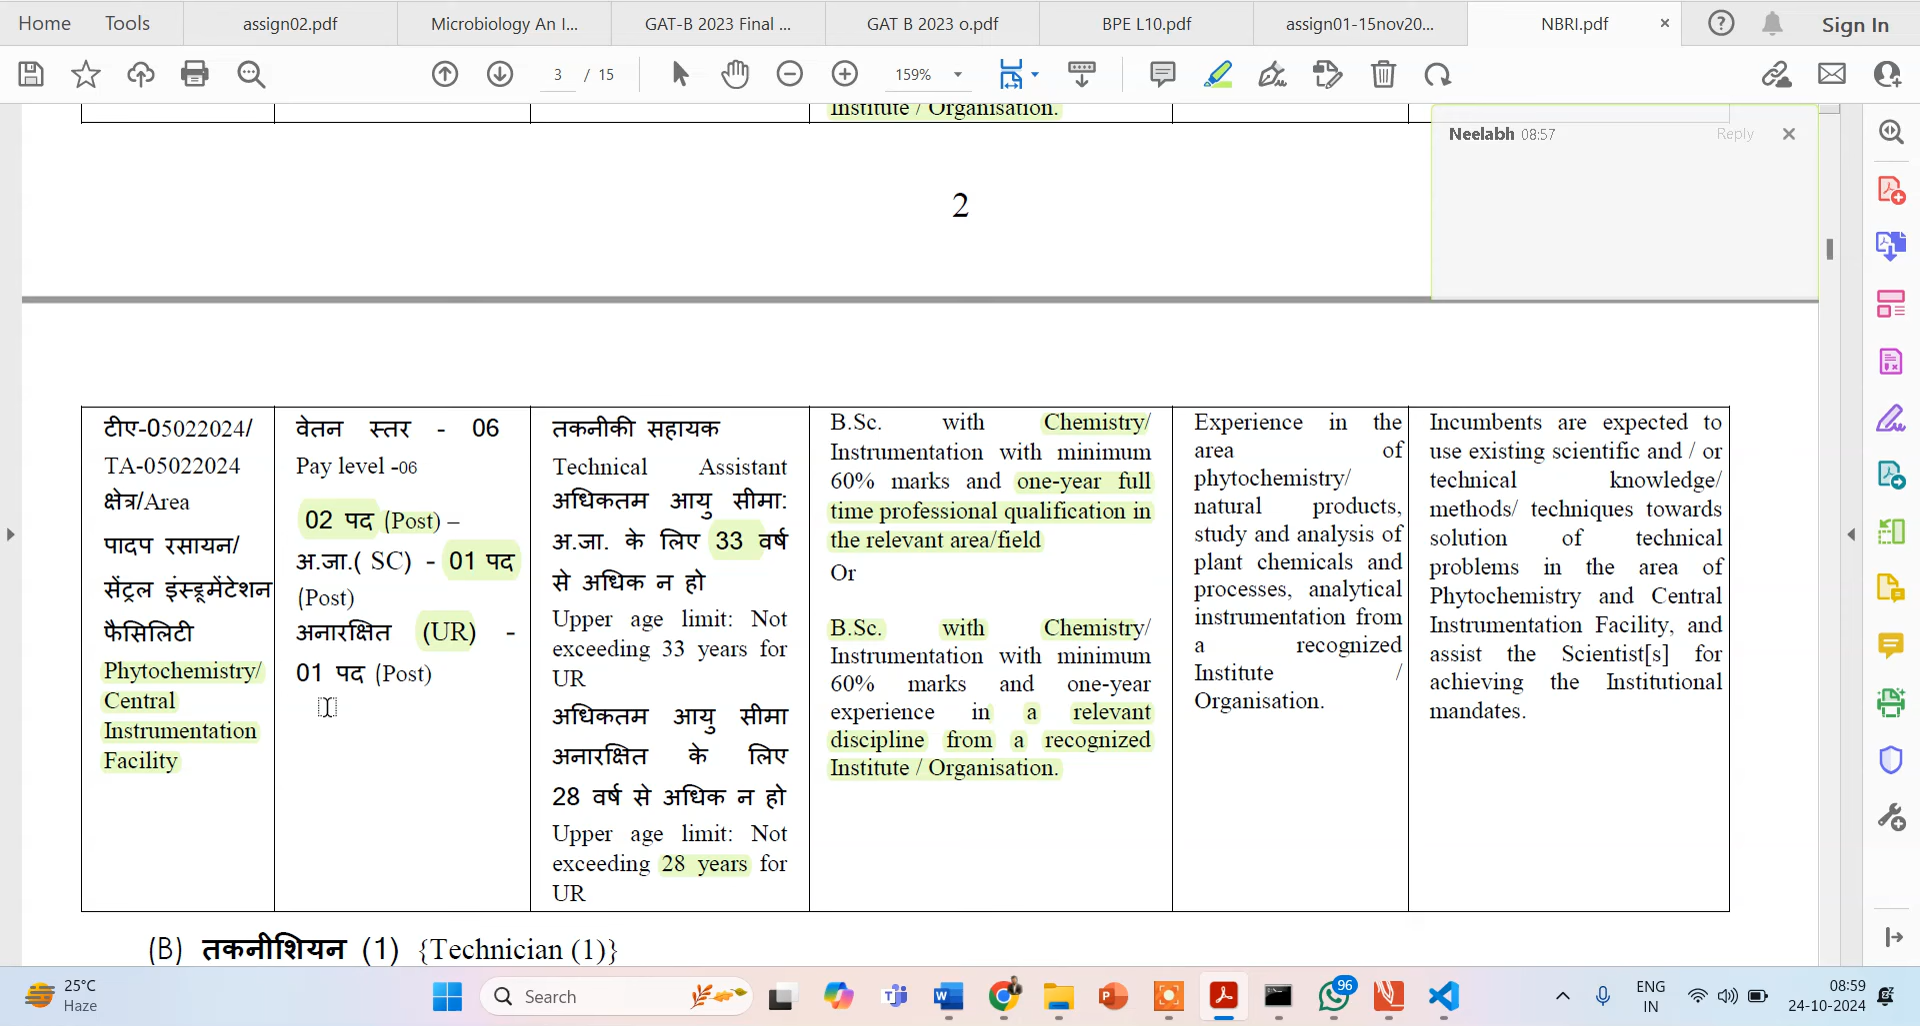 Home Tools assign02.pdf Microbiology An I... GAT-B 2023 Final ... GAT B 2023 o.pdf BPE L10.pdf assign01-15nov20... NBRI.pdf × Sign In
3 / 15 159%
Institute / Organisation.
Neelabh 08:57 Reply
2
टीए-05022024/
TA-05022024
क्षेत्र/Area
पादप रसायन/
सेंट्रल इंस्ट्रूमेंटेशन
फैसिलिटी
Phytochemistry/
Central
Instrumentation
Facility
वेतन स्तर - 06
Pay level -06
02 पद (Post) –
अ.जा.( SC) - 01 पद
(Post)
अनारक्षित (UR) -
01 पद (Post)
तकनीकी सहायक
Technical Assistant
अधिकतम आयु सीमा:
अ.जा. के लिए 33 वर्ष
से अधिक न हो
Upper age limit: Not
exceeding 33 years for
UR
अधिकतम आयु सीमा
अनारक्षित के लिए
28 वर्ष से अधिक न हो
Upper age limit: Not
exceeding 28 years for
UR
B.Sc. with Chemistry/
Instrumentation with minimum
60% marks and one-year full
time professional qualification in
the relevant area/field
Or
B.Sc. with Chemistry/
Instrumentation with minimum
60% marks and one-year
experience in a relevant
discipline from a recognized
Institute / Organisation.
Experience in the
area of
phytochemistry/
natural products,
study and analysis of
plant chemicals and
processes, analytical
instrumentation from
a recognized
Institute /
Organisation.
Incumbents are expected to
use existing scientific and / or
technical knowledge/
methods/ techniques towards
solution of technical
problems in the area of
Phytochemistry and Central
Instrumentation Facility, and
assist the Scientist[s] for
achieving the Institutional
mandates.
(B) तकनीशियन (1) {Technician (1)}
25°C
Haze
Search
96
ENG
IN
08:59
24-10-2024